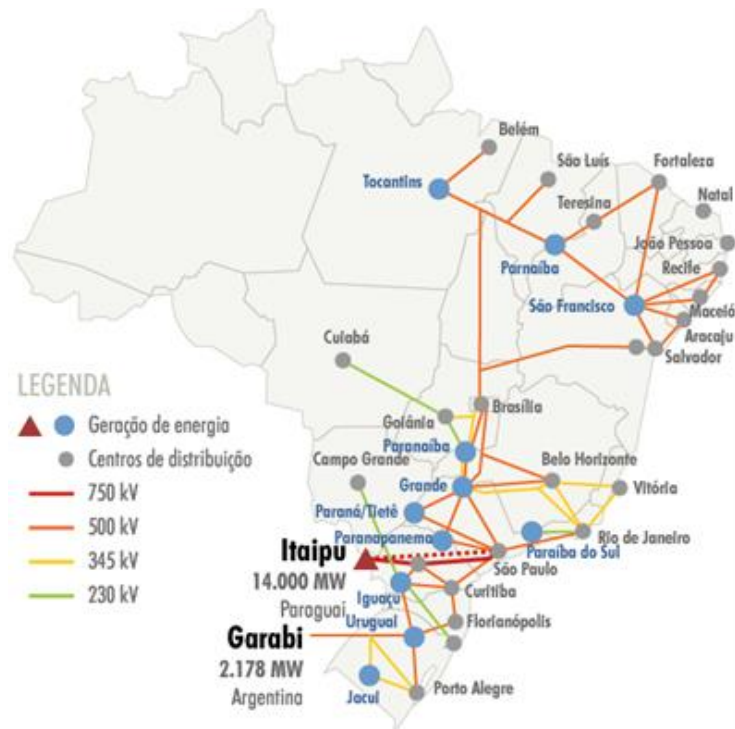 Belém
São Luís
Fortaleza
Tocantins
Teresina
Natal
João Pessoa
Parnaíba
Recife
São Francisco
Maceió
Aracaju
Cuiabá
Salvador
LEGENDA
Geração de energia
Centros de distribuição
750 kV
500 kV
345 kV
230 kV
Brasília
Goiânia
Paranaíba
Campo Grande
Belo Horizonte
Grande
Vitória
Paraná/Tietê
Paranapanema
Rio de Janeiro
Itaipu
Paraíba do Sul
São Paulo
14.000 MW
Paraguai
Iguaçu
Curitiba
Uruguai
Florianópolis
Garabi
2.178 MW
Argentina
Jacuí
Porto Alegre